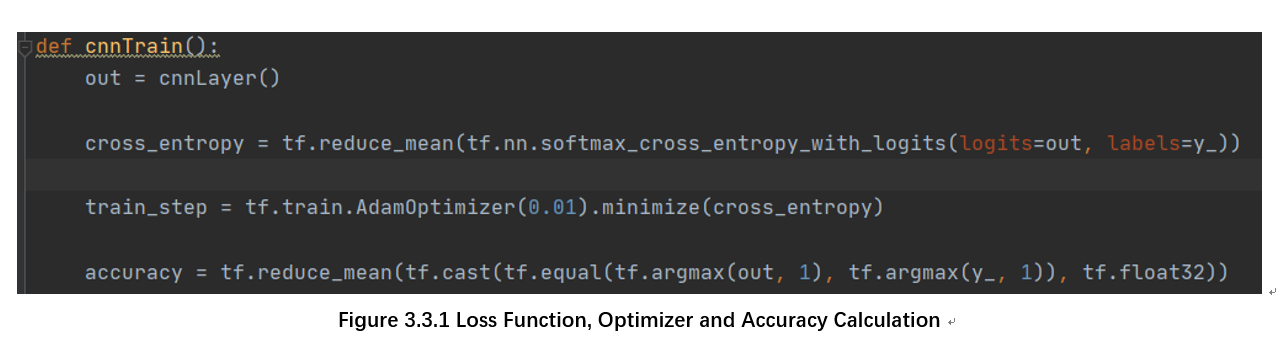 def cnnTrain():
out = cnnLayer()
cross_entropy = tf.reduce_mean(tf.nn.softmax_cross_entropy_with_logits(logits=out, labels=y_))
train_step = tf.train.AdamOptimizer(0.01).minimize(cross_entropy)
accuracy = tf.reduce_mean(tf.cast(tf.equal(tf.argmax(out, 1), tf.argmax(y_, 1)), tf.float32))
Figure 3.3.1 Loss Function, Optimizer and Accuracy Calculation